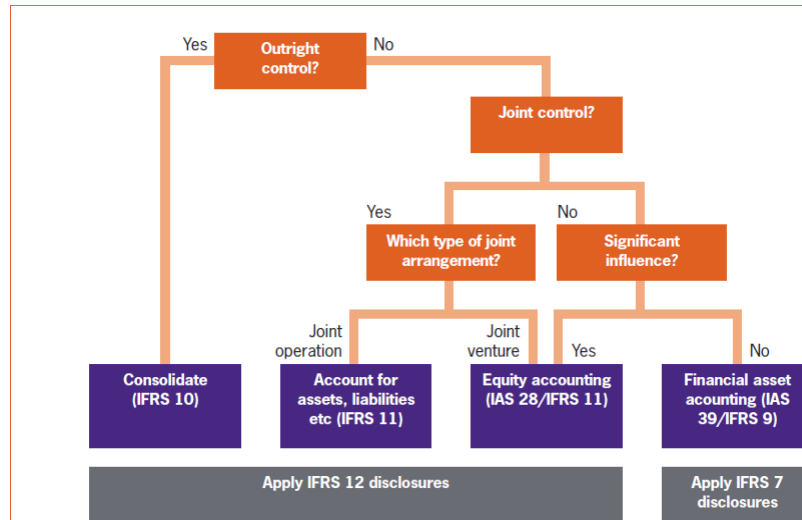 Yes
Outright
control?
No
Joint control?
Yes
No
Which type of joint
arrangement?
Significant
influence?
Joint
operation
Joint
venture
Yes
No
Consolidate
(IFRS 10)
Account for
assets, liabilities
etc (IFRS 11)
Equity accounting
(IAS 28/IFRS 11)
Financial asset
acounting (IAS
39/IFRS 9)
Apply IFRS 12 disclosures
Apply IFRS 7
disclosures